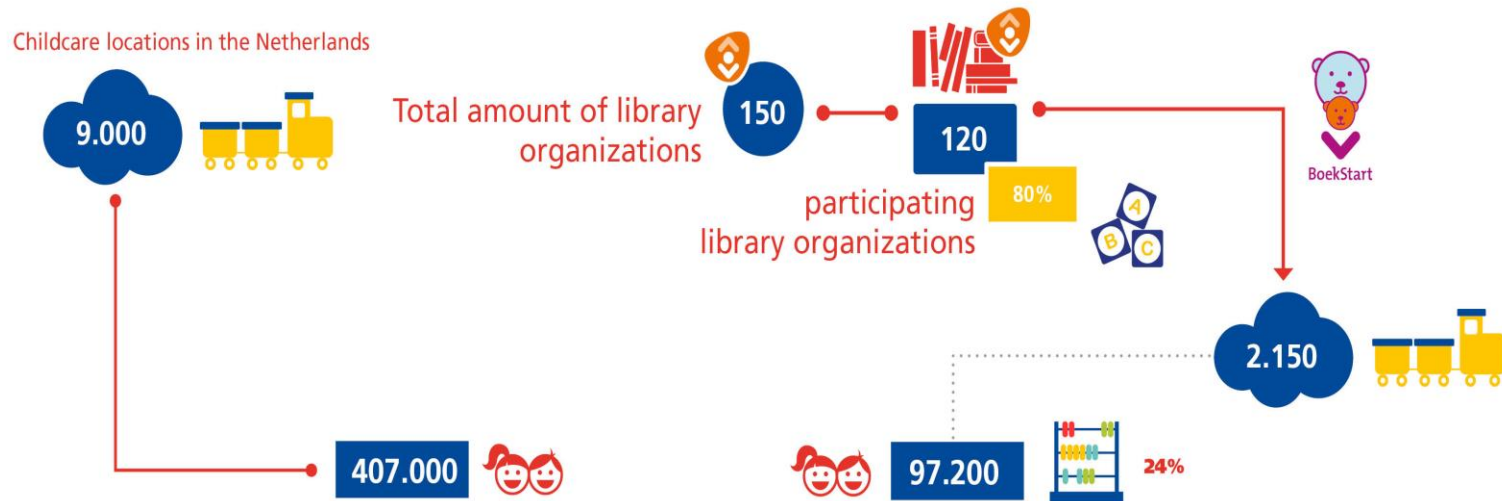 Childcare locations in the Netherlands
9.000
Total amount of library
organizations
150
120
80%
participating
library organizations
A
B
C
BoekStart
2.150
407.000
97.200
24%